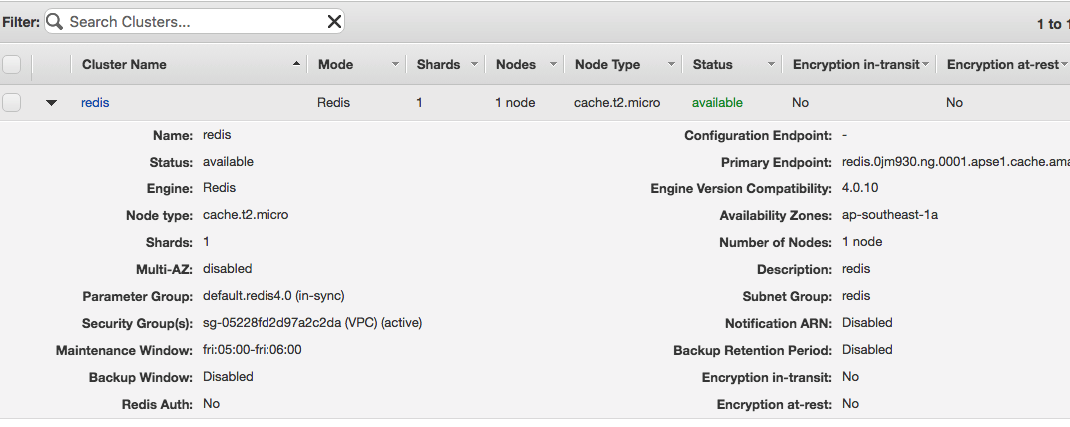 Filter: Search Clusters...
1 to 1
Cluster Name Mode Shards Nodes Node Type Status Encryption in-transit Encryption at-rest
redis Redis 1 1 node cache.t2.micro available No No
Name: redis Configuration Endpoint: -
Status: available Primary Endpoint: redis.0jm930.ng.0001.apse1.cache.ama
Engine: Redis Engine Version Compatibility: 4.0.10
Node type: cache.t2.micro Availability Zones: ap-southeast-1a
Shards: 1 Number of Nodes: 1 node
Multi-AZ: disabled Description: redis
Parameter Group: default.redis4.0 (in-sync) Subnet Group: redis
Security Group(s): sg-05228fd2d97a2c2da (VPC) (active) Notification ARN: Disabled
Maintenance Window: fri:05:00-fri:06:00 Backup Retention Period: Disabled
Backup Window: Disabled Encryption in-transit: No
Redis Auth: No Encryption at-rest: No